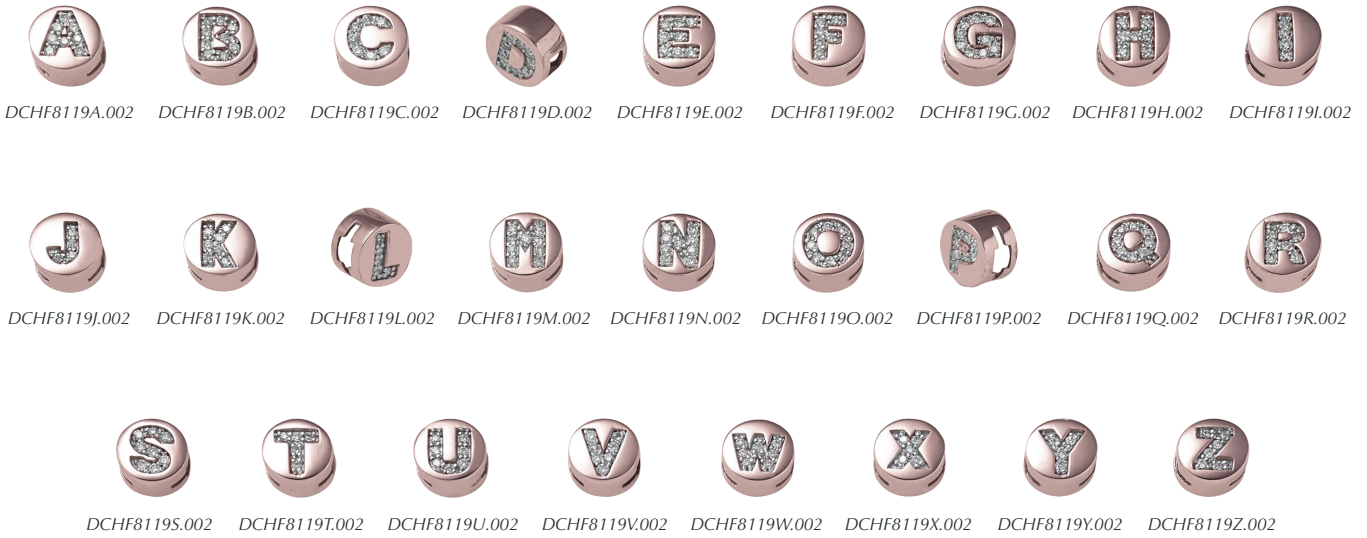 A B C D E F G H I
DCHF8119A.002 DCHF8119B.002 DCHF8119C.002 DCHF8119D.002 DCHF8119E.002 DCHF8119F.002 DCHF8119G.002 DCHF8119H.002 DCHF8119I.002
J K L M N O P Q R
DCHF8119J.002 DCHF8119K.002 DCHF8119L.002 DCHF8119M.002 DCHF8119N.002 DCHF8119O.002 DCHF8119P.002 DCHF8119Q.002 DCHF8119R.002
S T U V W X Y Z
DCHF8119S.002 DCHF8119T.002 DCHF8119U.002 DCHF8119V.002 DCHF8119W.002 DCHF8119X.002 DCHF8119Y.002 DCHF8119Z.002